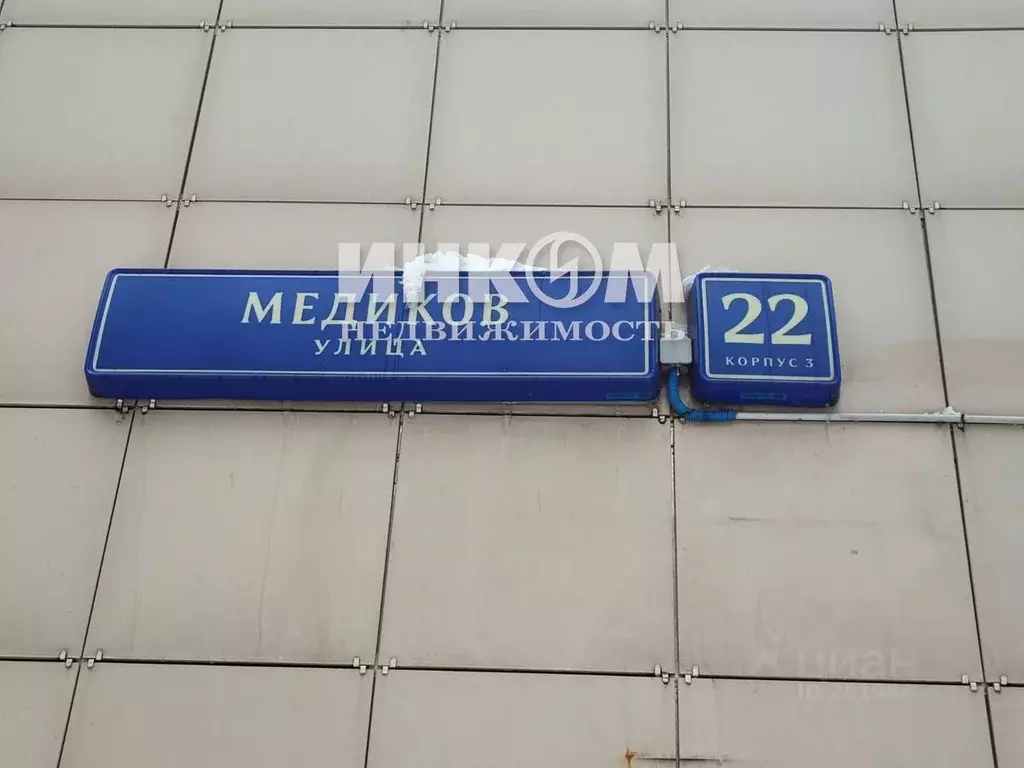 ИНКОМ
НЕДВИЖИМОСТЬ
МЕДИКОВ
УЛИЦА
22
КОРПУС 3
циан